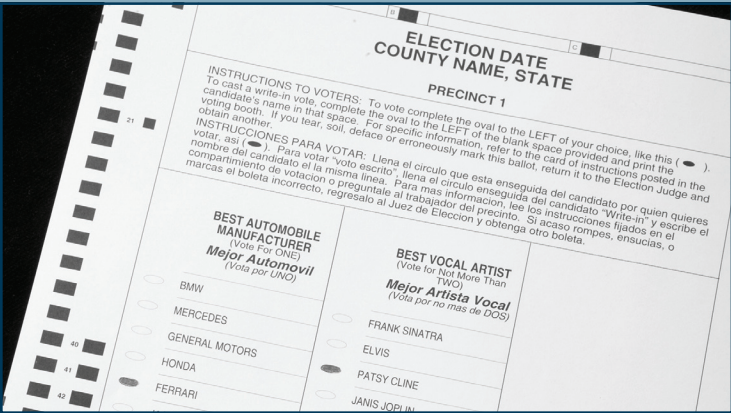 B
C
ELECTION DATE
COUNTY NAME, STATE
PRECINCT 1
INSTRUCTIONS TO VOTERS: To vote complete the oval to the LEFT of your choice, like this ( ).
To cast a write-in vote, complete the oval to the LEFT of the blank space provided and print the
candidate's name in that space. For specific information, refer to the card of instructions posted in the
voting booth. If you tear, soil, deface or erroneously mark this ballot, return it to the Election Judge and
obtain another.
INSTRUCCIONES PARA VOTAR: Llena el circulo que esta enseguida del candidato por quien quieres
votar, asi ( ). Para votar "voto escrito", llena el circulo enseguida del candidato "Write-in" y escribe el
nombre del candidato el la misma línea. Para mas informacion, lee los instrucciones fijados en el
compartimiento de votacion o preguntale al trabajador del precinto. Si acaso rompes, ensucias, o
marcas el boleta incorrecto, regresalo al Juez de Eleccion y obtenga otro boleta.
21
BEST AUTOMOBILE
MANUFACTURER
(Vote For ONE)
Mejor Automovil
(Vota por UNO)
BMW
MERCEDES
GENERAL MOTORS
HONDA
FERRARI
BEST VOCAL ARTIST
(Vote for Not More Than
TWO)
Mejor Artista Vocal
(Vota por no mas de DOS)
FRANK SINATRA
ELVIS
PATSY CLINE
JANIS JOPLIN
40
41
42